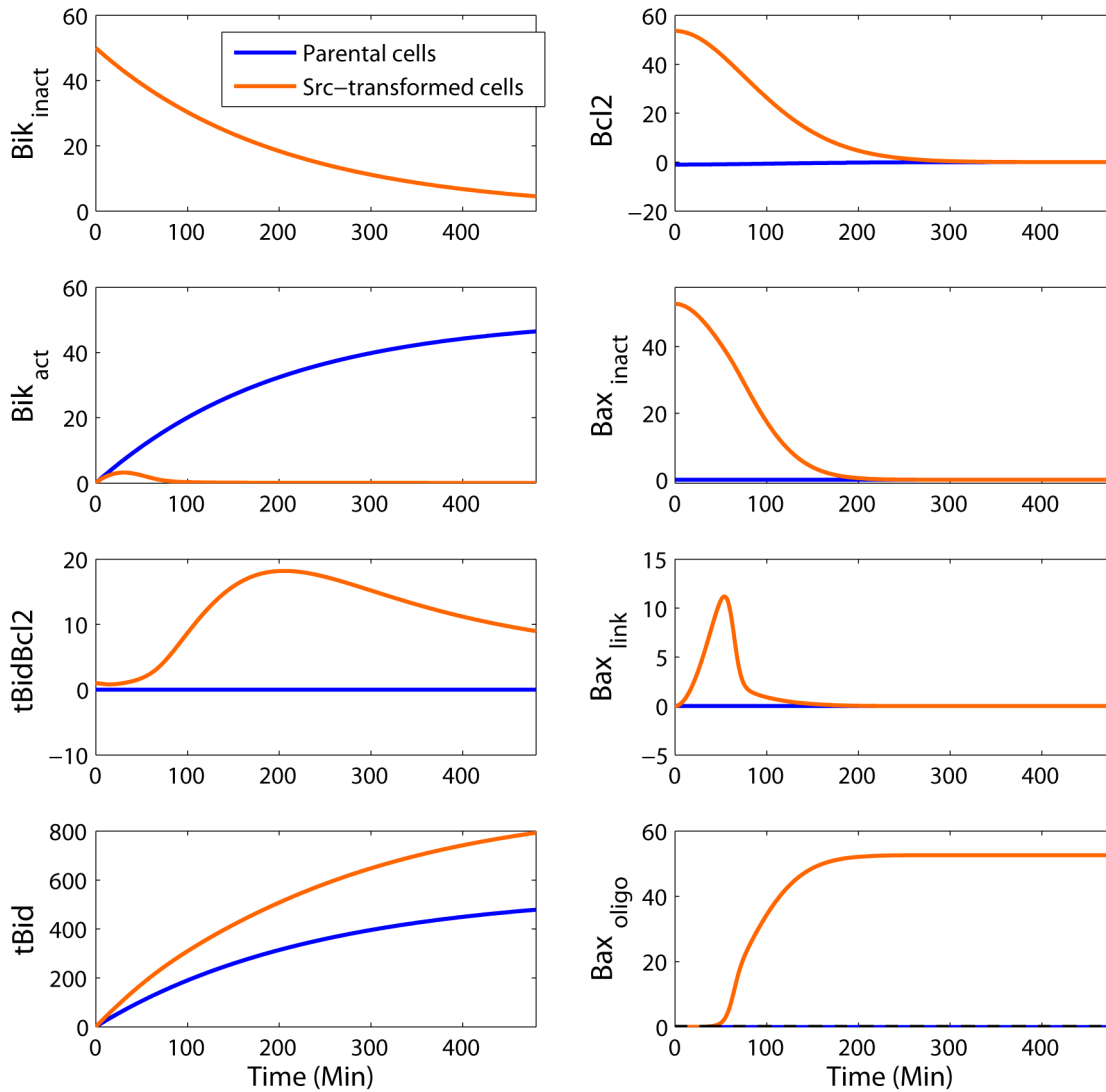 60
40
20
0
Bik inact
Parental cells
Src−transformed cells
0 100 200 300 400
60
40
20
0
−20
Bcl2
0 100 200 300 400
60
40
20
0
Bik act
0 100 200 300 400
40
20
0
Bax inact
0 100 200 300 400
20
10
0
−10
tBidBcl2
0 100 200 300 400
15
10
5
0
−5
Bax link
0 100 200 300 400
800
600
400
200
0
tBid
0 100 200 300 400
Time (Min)
60
40
20
0
Bax oligo
0 100 200 300 400
Time (Min)